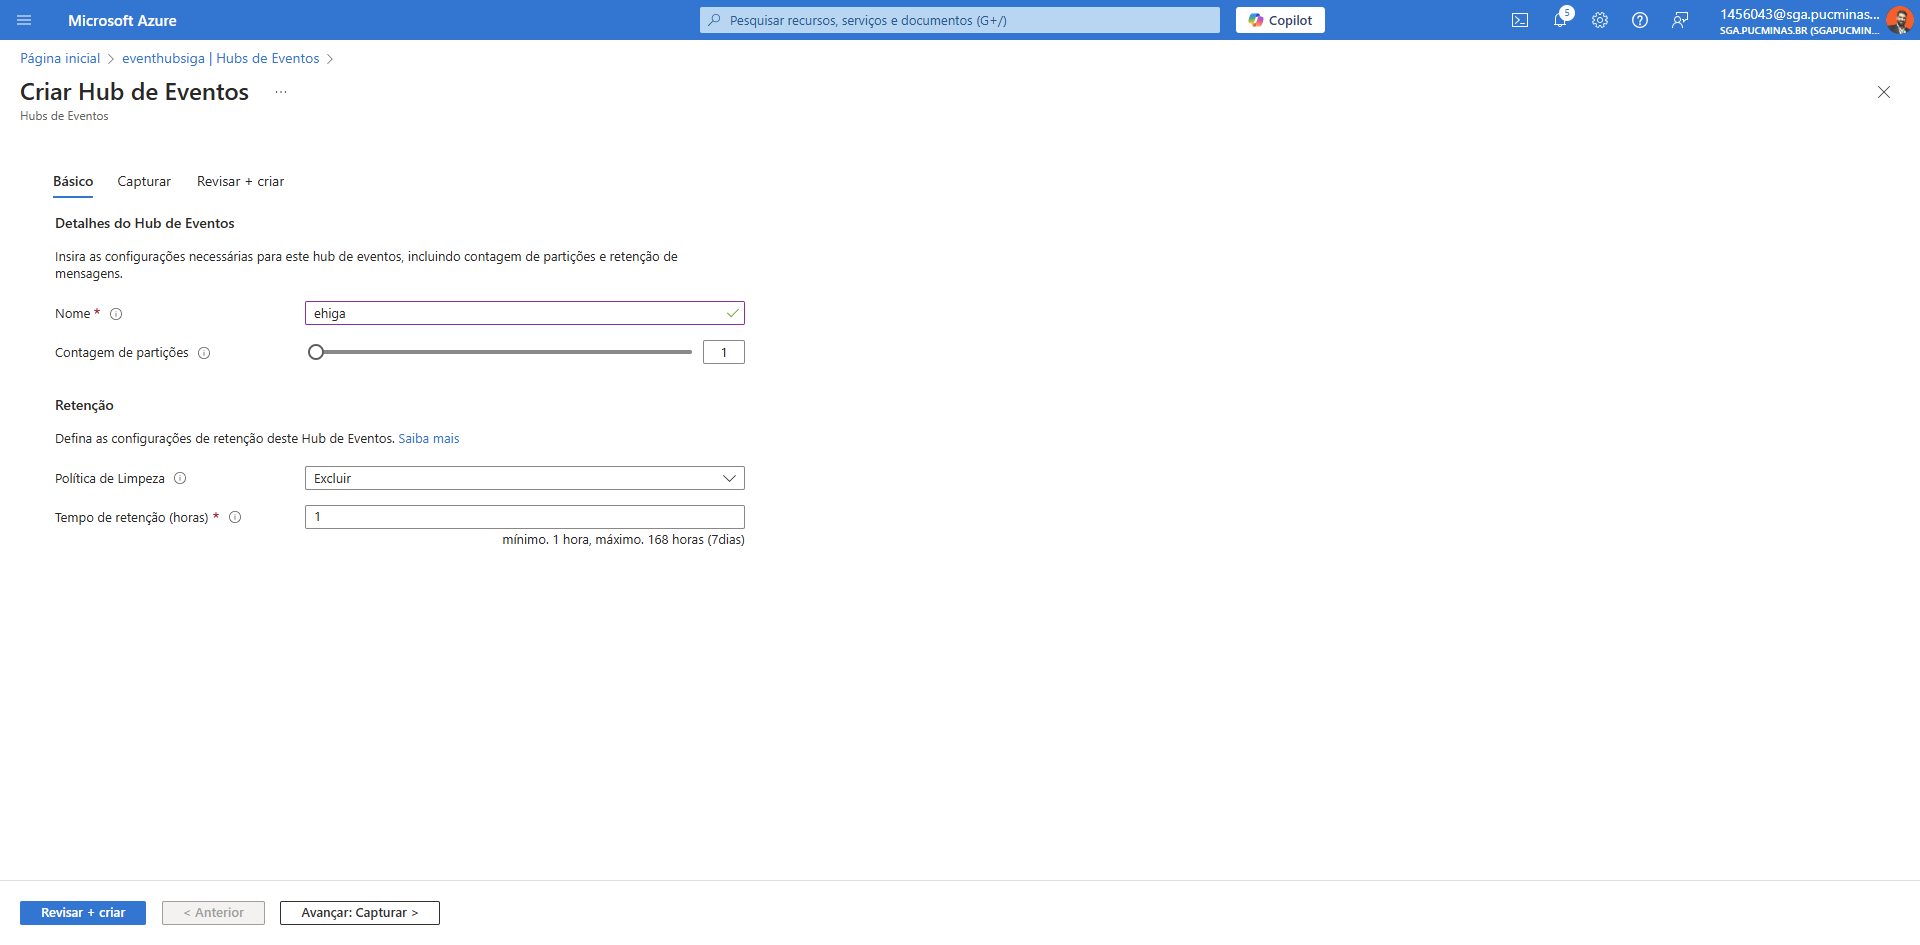 Microsoft Azure
Pesquisar recursos, serviços e documentos (G+/)
Copilot
5
1456043@sga.pucminas...
SGA.PUCMINAS.BR (SGAPUCMIN...
Página inicial > eventhubsiga | Hubs de Eventos >
Criar Hub de Eventos ...
Hubs de Eventos
Básico Capturar Revisar + criar
Detalhes do Hub de Eventos
Insira as configurações necessárias para este hub de eventos, incluindo contagem de partições e retenção de
mensagens.
Nome *
ehiga
Contagem de partições
1
Retenção
Defina as configurações de retenção deste Hub de Eventos. Saiba mais
Política de Limpeza
Excluir
Tempo de retenção (horas) *
1
mínimo. 1 hora, máximo. 168 horas (7dias)
Revisar + criar
< Anterior
Avançar: Capturar >